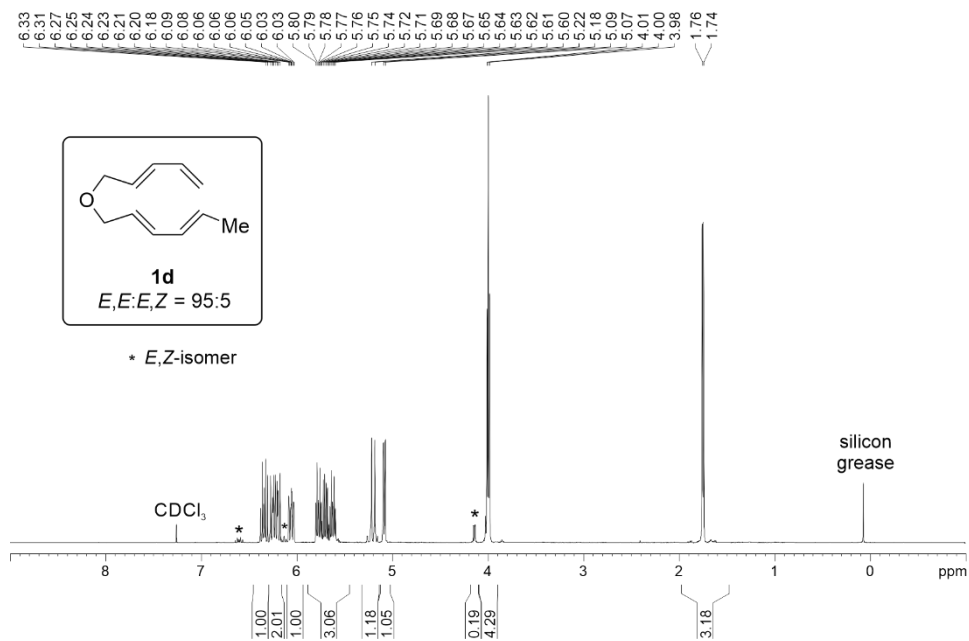 6.33 6.31 6.27 6.25 6.24 6.23 6.21 6.20 6.18 6.09 6.08 6.06 6.06 6.06 6.05 6.03 6.03 5.80 5.79 5.78 5.77 5.76 5.75 5.74 5.72 5.71 5.69 5.68 5.67 5.65 5.64 5.63 5.62 5.61 5.60 5.22 5.18 5.09 5.07 4.01 4.00 3.98 1.76 1.74
O
Me
1d
E,E:E,Z = 95:5
* E,Z-isomer
silicon
grease
CDCl₃
* * *
8 7 6 5 4 3 2 1 0 ppm
1.00 2.01 1.00 3.06 1.18 1.05 0.19 4.29 3.18